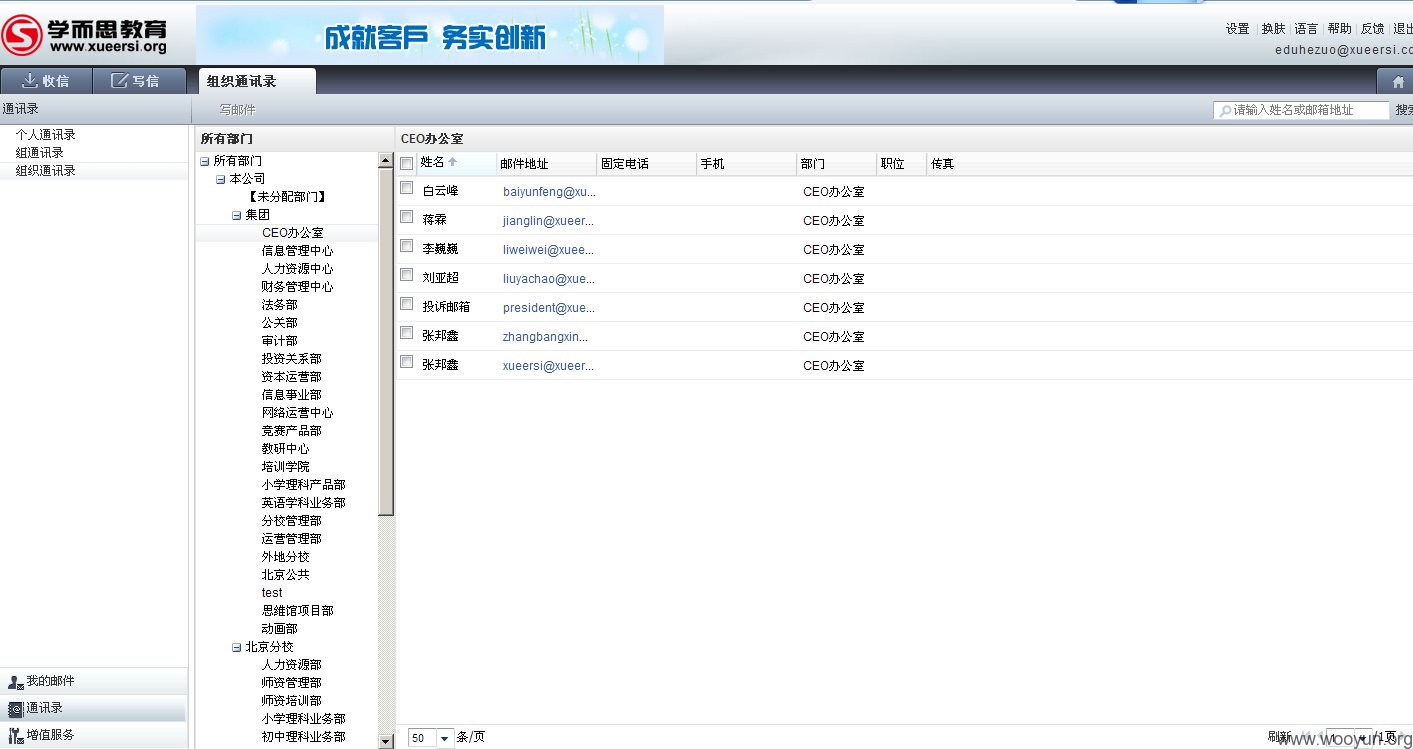 学而思教育
www.xueersi.org
成就客戶 务实创新
设置 | 换肤 | 语言 | 帮助 | 反馈 | 退出
eduhezuo@xueersi.co
收信 写信 组织通讯录
通讯录 写邮件 请输入姓名或邮箱地址 搜索
个人通讯录
组通讯录
组织通讯录
所有部门
所有部门
本公司
【未分配部门】
集团
CEO办公室
信息管理中心
人力资源中心
财务管理中心
法务部
公关部
审计部
投资关系部
资本运营部
信息事业部
网络运营中心
竞赛产品部
教研中心
培训学院
小学理科产品部
英语学科业务部
分校管理部
运营管理部
外地分校
北京公共
test
思维馆项目部
动画部
北京分校
人力资源部
师资管理部
师资培训部
小学理科业务部
初中理科业务部
CEO办公室
姓名 邮件地址 固定电话 手机 部门 职位 传真
白云峰 baiyunfeng@xu... CEO办公室
蒋霖 jianglin@xueer... CEO办公室
李巍巍 liweiwei@xuee... CEO办公室
刘亚超 liuyachao@xue... CEO办公室
投诉邮箱 president@xue... CEO办公室
张邦鑫 zhangbangxin... CEO办公室
张邦鑫 xueersi@xueer... CEO办公室
我的邮件
通讯录
增值服务
50 条/页
刷新 1 /1页
www.wooyun.org